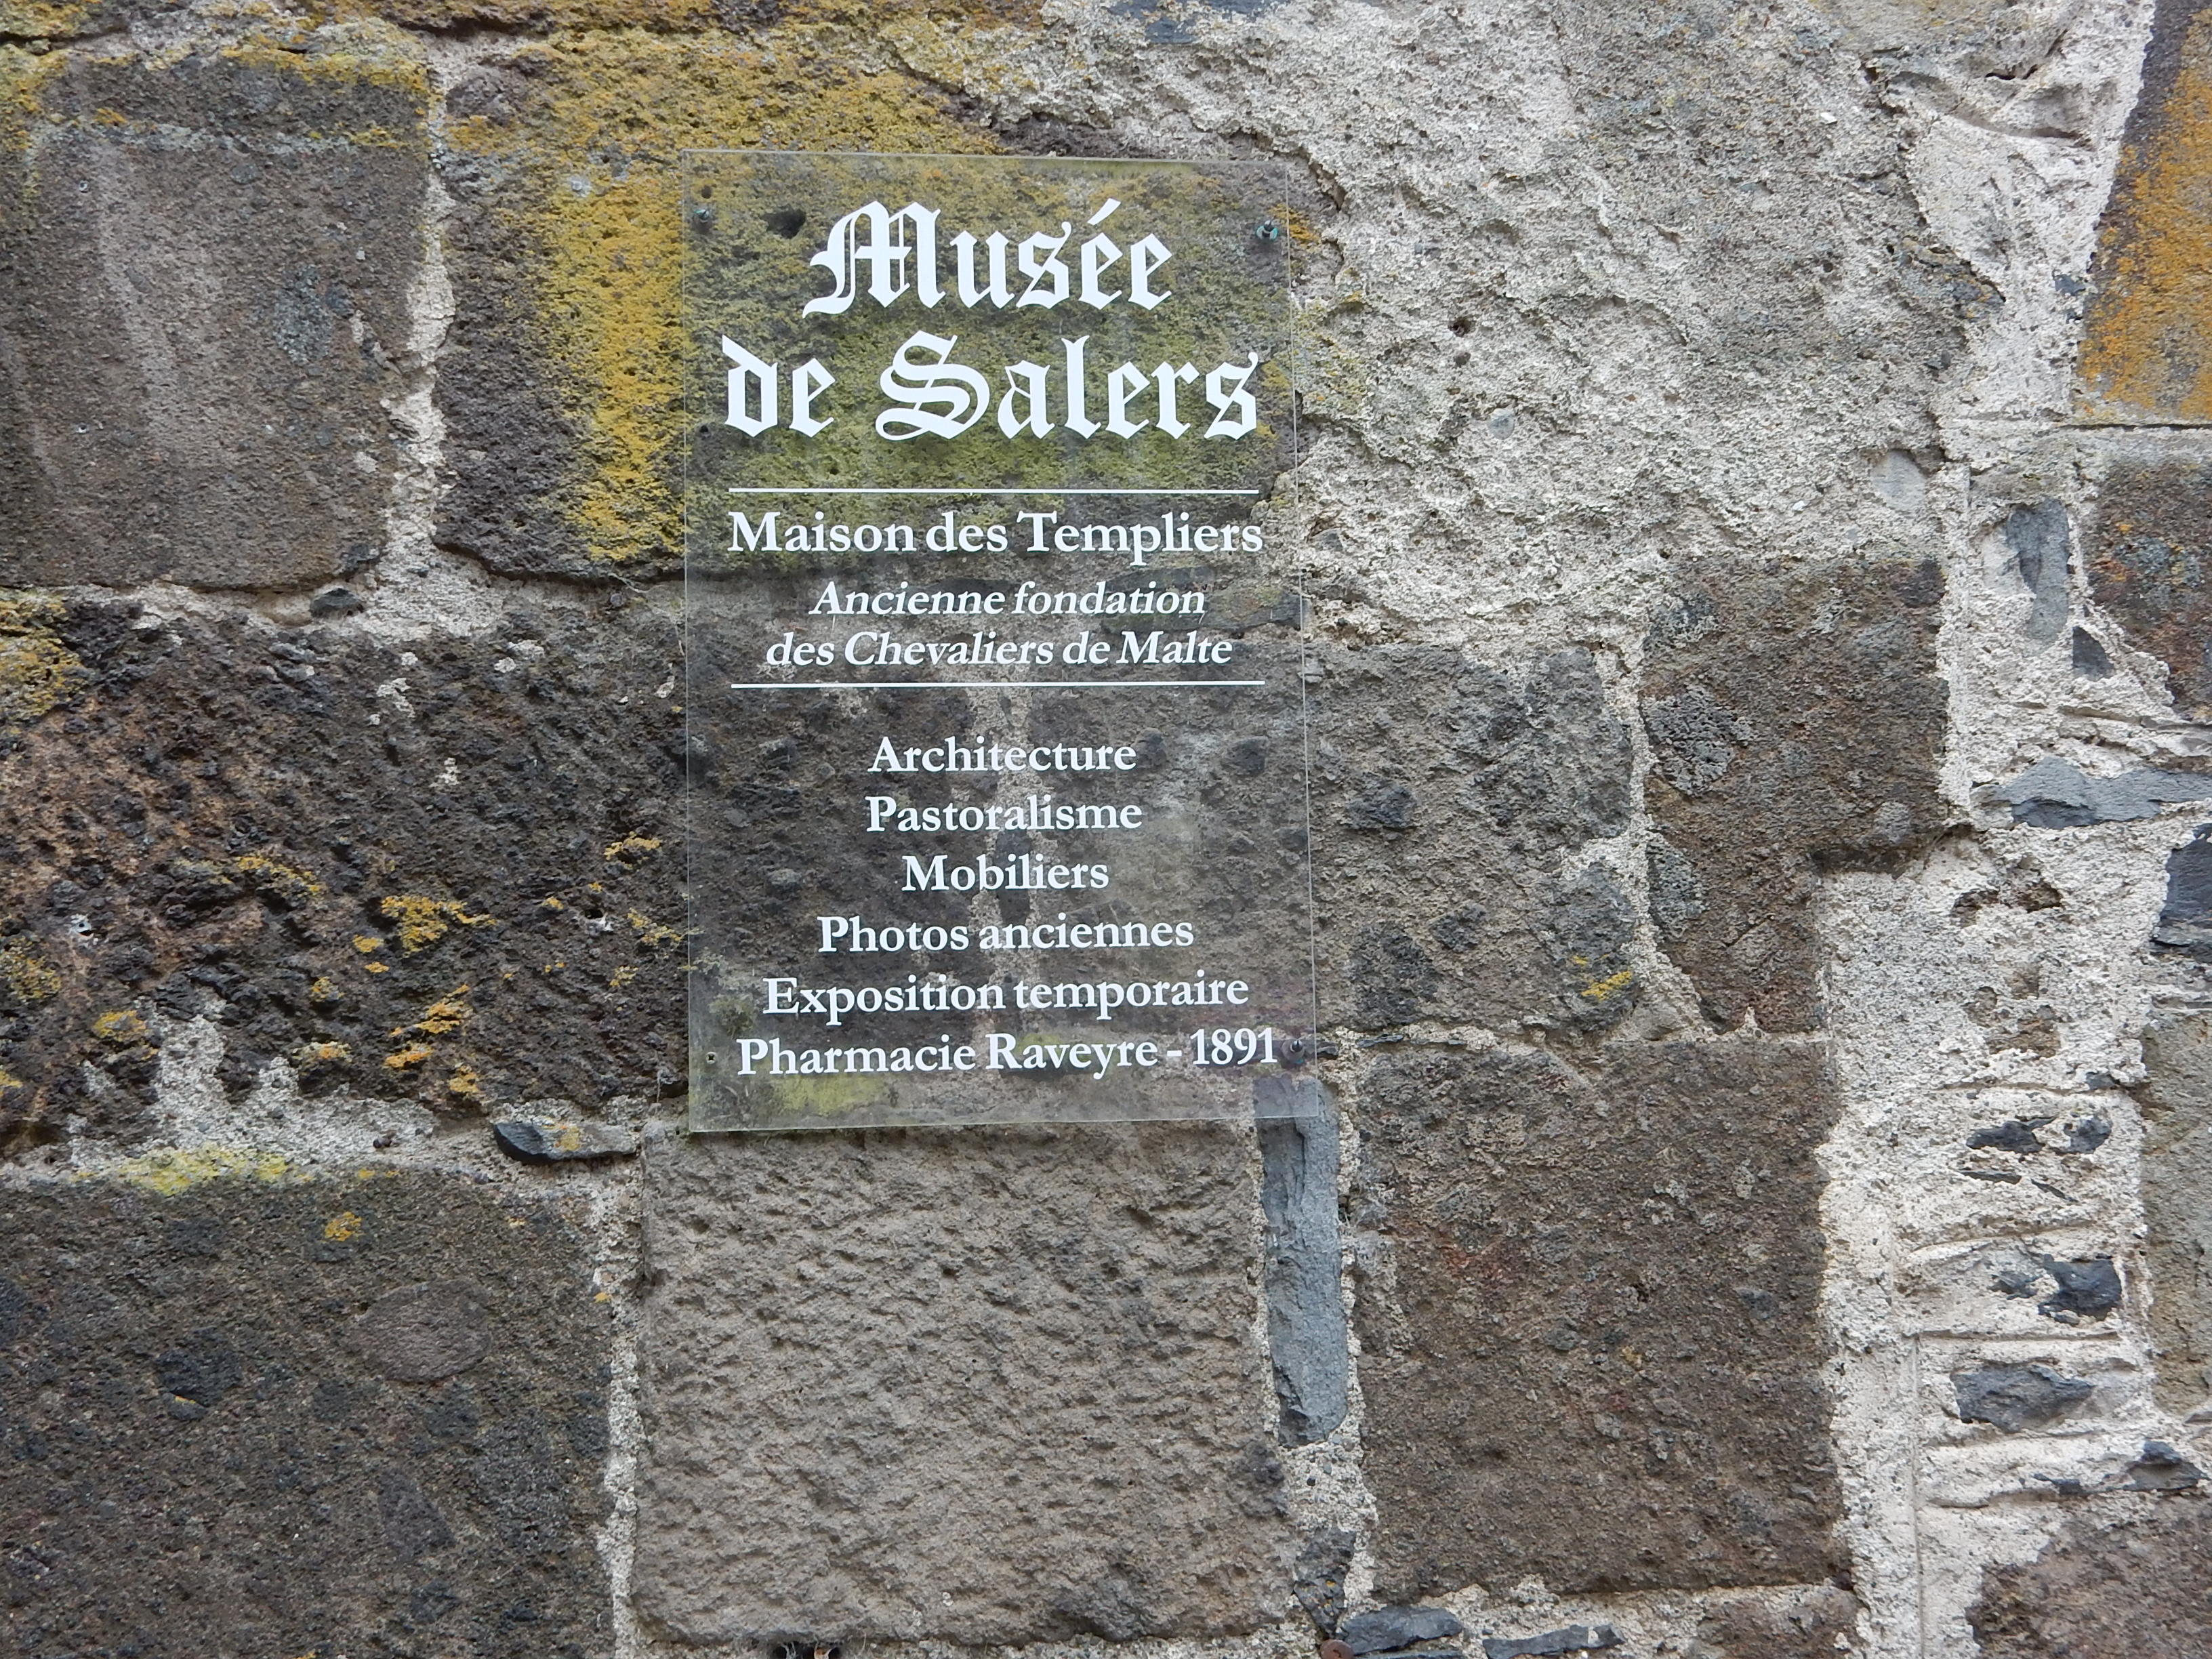 Musée
de Salers
Maison des Templiers
Ancienne fondation
des Chevaliers de Malte
Architecture
Pastoralisme
Mobiliers
Photos anciennes
Exposition temporaire
Pharmacie Raveyre - 1891